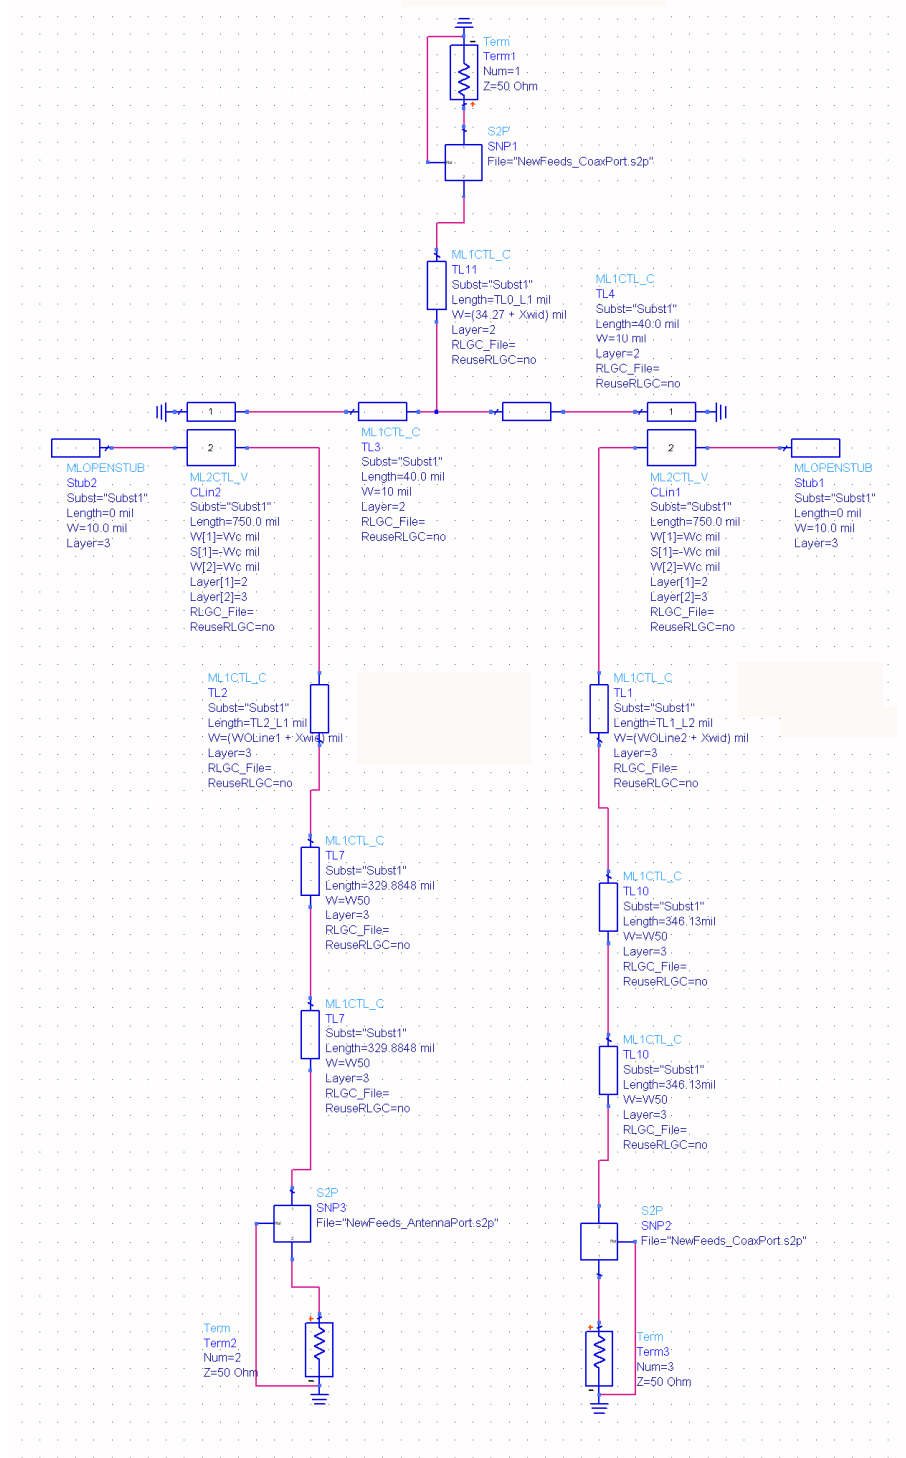 Term
Term1
Num=1
Z=50 Ohm
S2P
SNP1
File="NewFeeds_CoaxPort.s2p"
ML1CTL_C
TL11
Subst="Subst1"
Length=TL0_L1 mil
W=(34.27 + Xwid) mil
Layer=2
RLGC_File=
ReuseRLGC=no
ML1CTL_C
TL4
Subst="Subst1"
Length=40.0 mil
W=10 mil
Layer=2
RLGC_File=
ReuseRLGC=no
1
1
2
2
ML1CTL_C
TL3
Subst="Subst1"
Length=40.0 mil
W=10 mil
Layer=2
RLGC_File=
ReuseRLGC=no
MLOPENSTUB
Stub2
Subst="Subst1"
Length=0 mil
W=10.0 mil
Layer=3
ML2CTL_V
CLin2
Subst="Subst1"
Length=750.0 mil
W[1]=Wc mil
S[1]=-Wc mil
W[2]=Wc mil
Layer[1]=2
Layer[2]=3
RLGC_File=
ReuseRLGC=no
ML2CTL_V
CLin1
Subst="Subst1"
Length=750.0 mil
W[1]=Wc mil
S[1]=-Wc mil
W[2]=Wc mil
Layer[1]=2
Layer[2]=3
RLGC_File=
ReuseRLGC=no
MLOPENSTUB
Stub1
Subst="Subst1"
Length=0 mil
W=10.0 mil
Layer=3
ML1CTL_C
TL2
Subst="Subst1"
Length=TL2_L1 mil
W=(WOLine1 + Xwid) mil
Layer=3
RLGC_File=
ReuseRLGC=no
ML1CTL_C
TL1
Subst="Subst1"
Length=TL1_L2 mil
W=(WOLine2 + Xwid) mil
Layer=3
RLGC_File=
ReuseRLGC=no
ML1CTL_C
TL7
Subst="Subst1"
Length=329.8848 mil
W=W50
Layer=3
RLGC_File=
ReuseRLGC=no
ML1CTL_C
TL10
Subst="Subst1"
Length=346.13mil
W=W50
Layer=3
RLGC_File=
ReuseRLGC=no
ML1CTL_C
TL7
Subst="Subst1"
Length=329.8848 mil
W=W50
Layer=3
RLGC_File=
ReuseRLGC=no
ML1CTL_C
TL10
Subst="Subst1"
Length=346.13mil
W=W50
Layer=3
RLGC_File=
ReuseRLGC=no
S2P
SNP3
File="NewFeeds_AntennaPort.s2p"
S2P
SNP2
File="NewFeeds_CoaxPort.s2p"
Term
Term2
Num=2
Z=50 Ohm
Term
Term3
Num=3
Z=50 Ohm